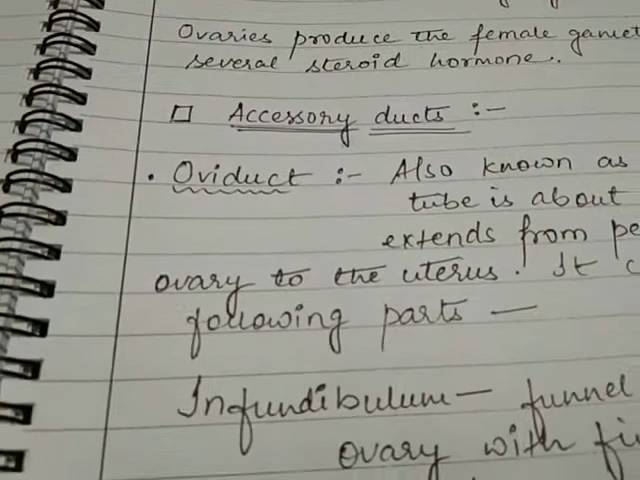 Ovaries produce the female gamet
several steroid hormone..
□ Accessory ducts :-
• Oviduct :- Also known as
tube is about
extends from pe
ovary to the uterus. It c
following parts —
Infundibulum — funnel
ovary with fi